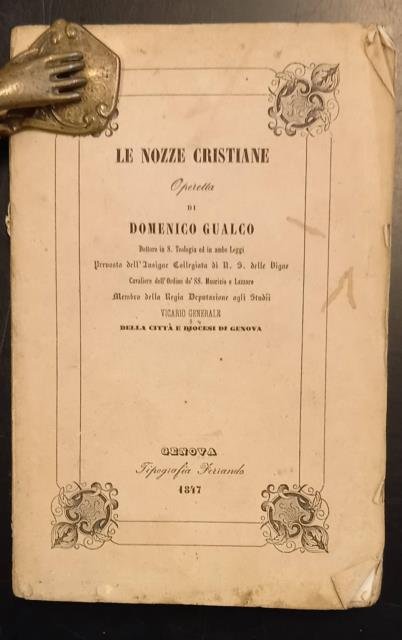 LE NOZZE CRISTIANE
Operetta
DI
DOMENICO GUALCO
Dottore in S. Teologia ed in ambe Leggi
Prevosto dell'Insigne Collegiata di N. S. delle Vigne
Cavaliere dell'Ordine de' SS. Maurizio e Lazzaro
Membro della Regia Deputazione agli Studii
VICARIO GENERALE
DELLA CITTÀ E DIOCESI DI GENOVA
GENOVA
Tipografia Ferrando
1847